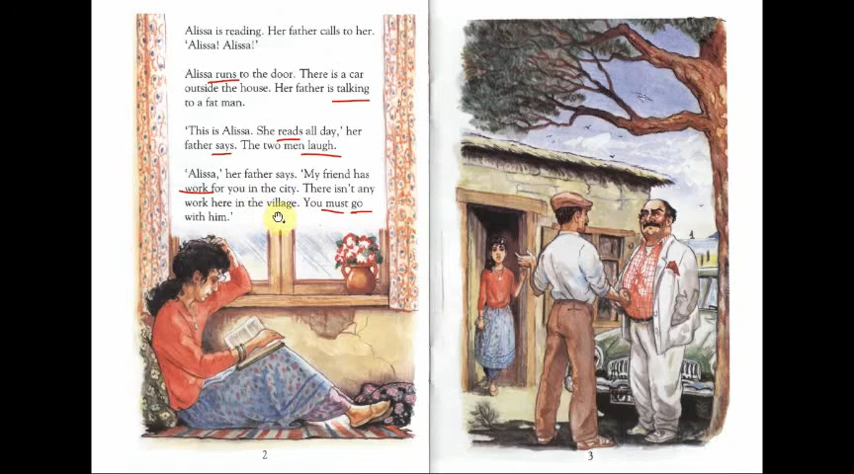 Alissa is reading. Her father calls to her.
‘Alissa! Alissa!’
Alissa runs to the door. There is a car
outside the house. Her father is talking
to a fat man.
‘This is Alissa. She reads all day,’ her
father says. The two men laugh.
‘Alissa,’ her father says. ‘My friend has
work for you in the city. There isn’t any
work here in the village. You must go
with him.’
2
3